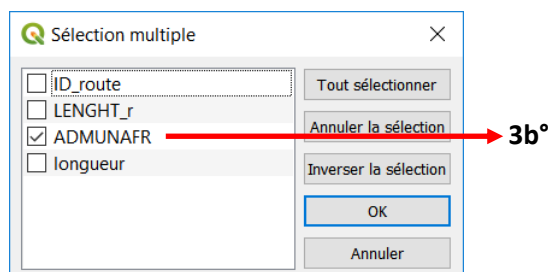 Sélection multiple
ID_route
Tout sélectionner
LENGHT_r
Annuler la sélection
ADMUNAFR
3b°
longueur
Inverser la sélection
OK
Annuler